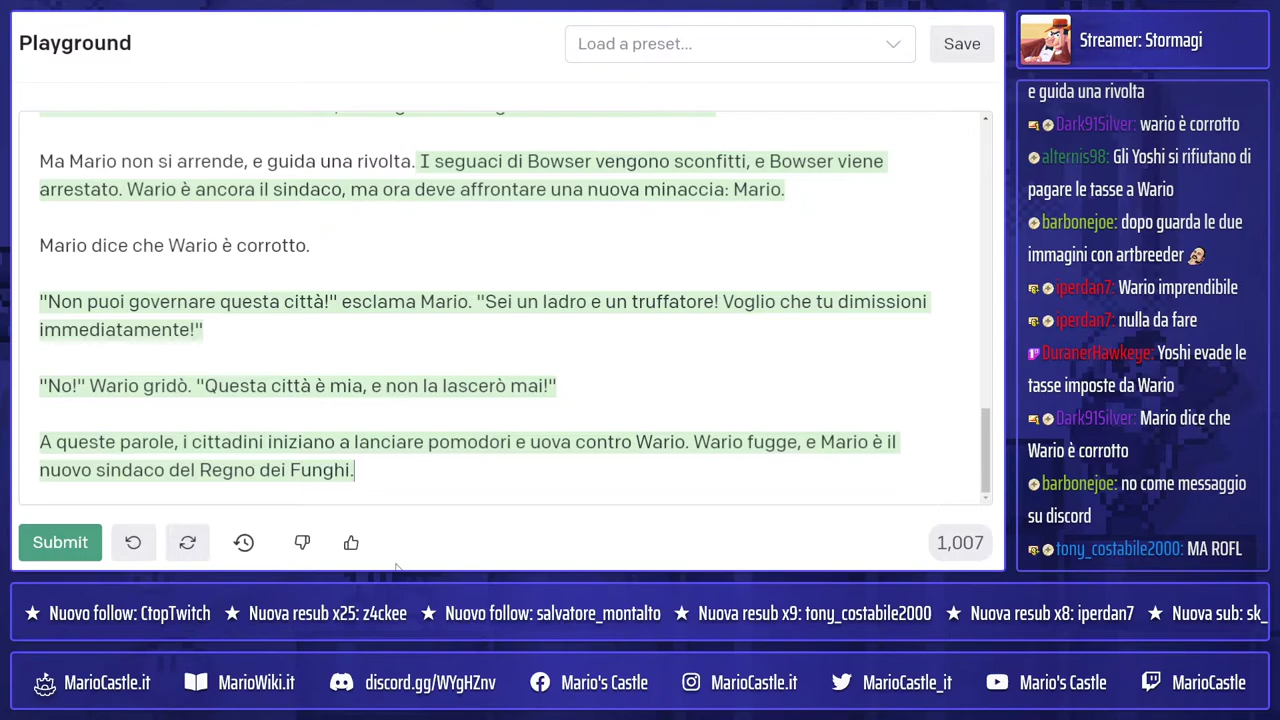 Playground
Load a preset...
Save
Ma Mario non si arrende, e guida una rivolta. I seguaci di Bowser vengono sconfitti, e Bowser viene
arrestato. Wario è ancora il sindaco, ma ora deve affrontare una nuova minaccia: Mario.
Mario dice che Wario è corrotto.
"Non puoi governare questa città!" esclama Mario. "Sei un ladro e un truffatore! Voglio che tu dimissioni
immediatamente!"
"No!" Wario gridò. "Questa città è mia, e non la lascerò mai!"
A queste parole, i cittadini iniziano a lanciare pomodori e uova contro Wario. Wario fugge, e Mario è il
nuovo sindaco del Regno dei Funghi.
Submit
1,007
Streamer: Stormagi
e guida una rivolta
Dark91Silver: wario è corrotto
alternis98: Gli Yoshi si rifiutano di
pagare le tasse a Wario
barbonejoe: dopo guarda le due
immagini con artbreeder
iperdan7: Wario imprendibile
iperdan7: nulla da fare
DuranerHawkeye: Yoshi evade le
tasse imposte da Wario
Dark91Silver: Mario dice che
Wario è corrotto
barbonejoe: no come messaggio
su discord
tony_costabile2000: MA ROFL
★ Nuovo follow: CtopTwitch ★ Nuova resub x25: z4ckee ★ Nuovo follow: salvatore_montalto ★ Nuova resub x9: tony_costabile2000 ★ Nuova resub x8: iperdan7 ★ Nuova sub: sk_
MarioCastle.it MarioWiki.it discord.gg/WYgHZnv Mario's Castle MarioCastle.it MarioCastle_it Mario's Castle MarioCastle